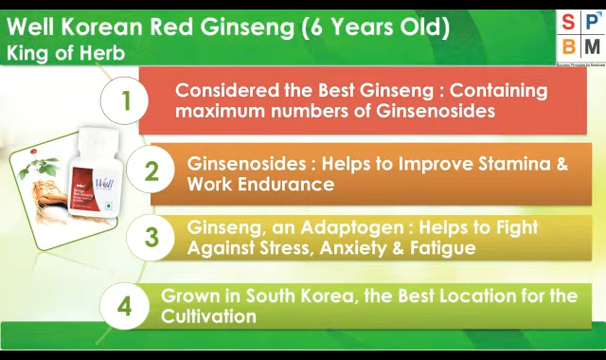 Well Korean Red Ginseng (6 Years Old)
King of Herb
S P
B M
1
Considered the Best Ginseng : Containing
maximum numbers of Ginsenosides
2
Ginsenosides : Helps to Improve Stamina &
Work Endurance
3
Ginseng, an Adaptogen : Helps to Fight
Against Stress, Anxiety & Fatigue
4
Grown in South Korea, the Best Location for the
Cultivation
Well